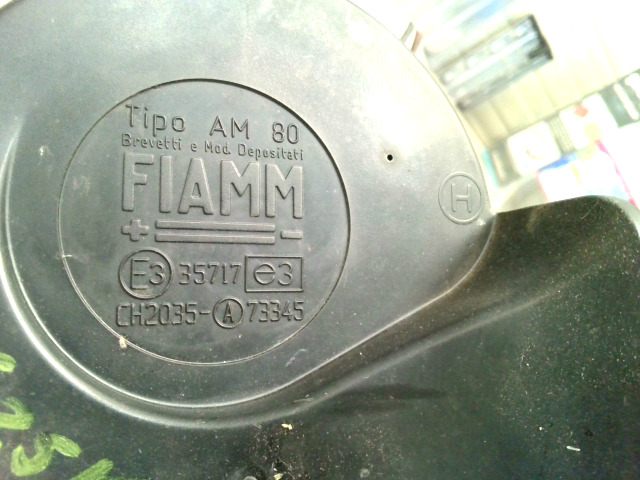 Tipo AM 80
Brevetti e Mod. Depositati
FIAMM
+ -
E3 35717 e3
CH2035-A 73345
H